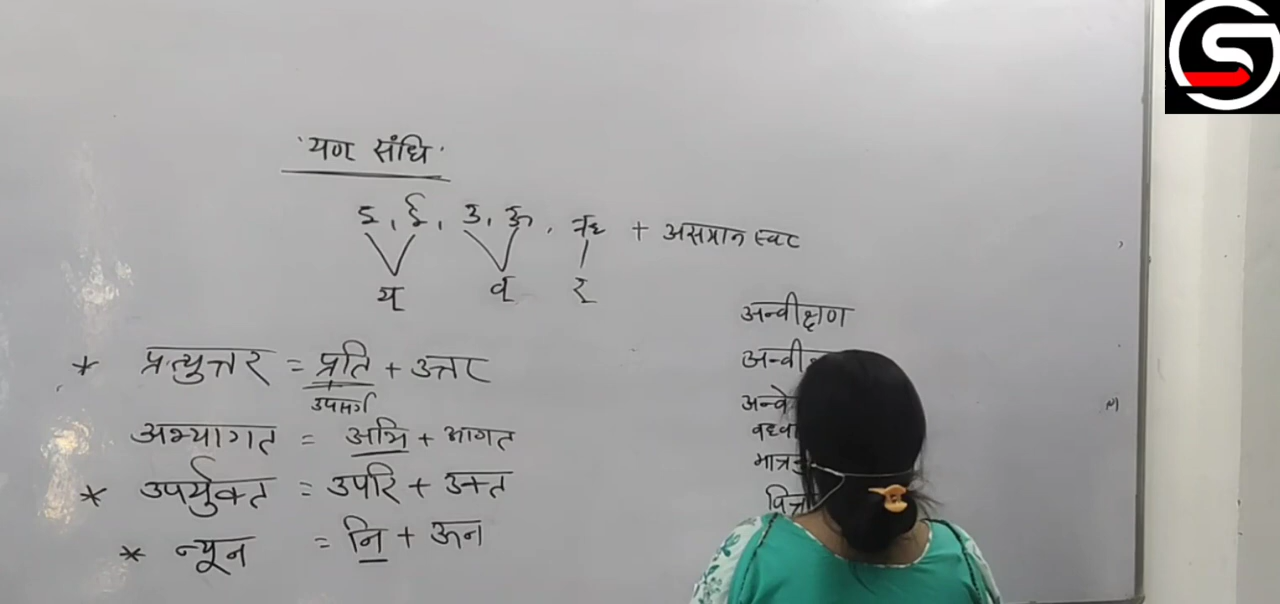 'यण संधि'
इ, ई, उ, ऊ, ऋ + असमान स्वर
य् व् र्
* प्रत्युत्तर = प्रति + उत्तर
उपसर्ग
अभ्यागत = अभि + आगत
* उपर्युक्त = उपरि + उक्त
* न्यून = नि + ऊन
अन्वीक्षण
S